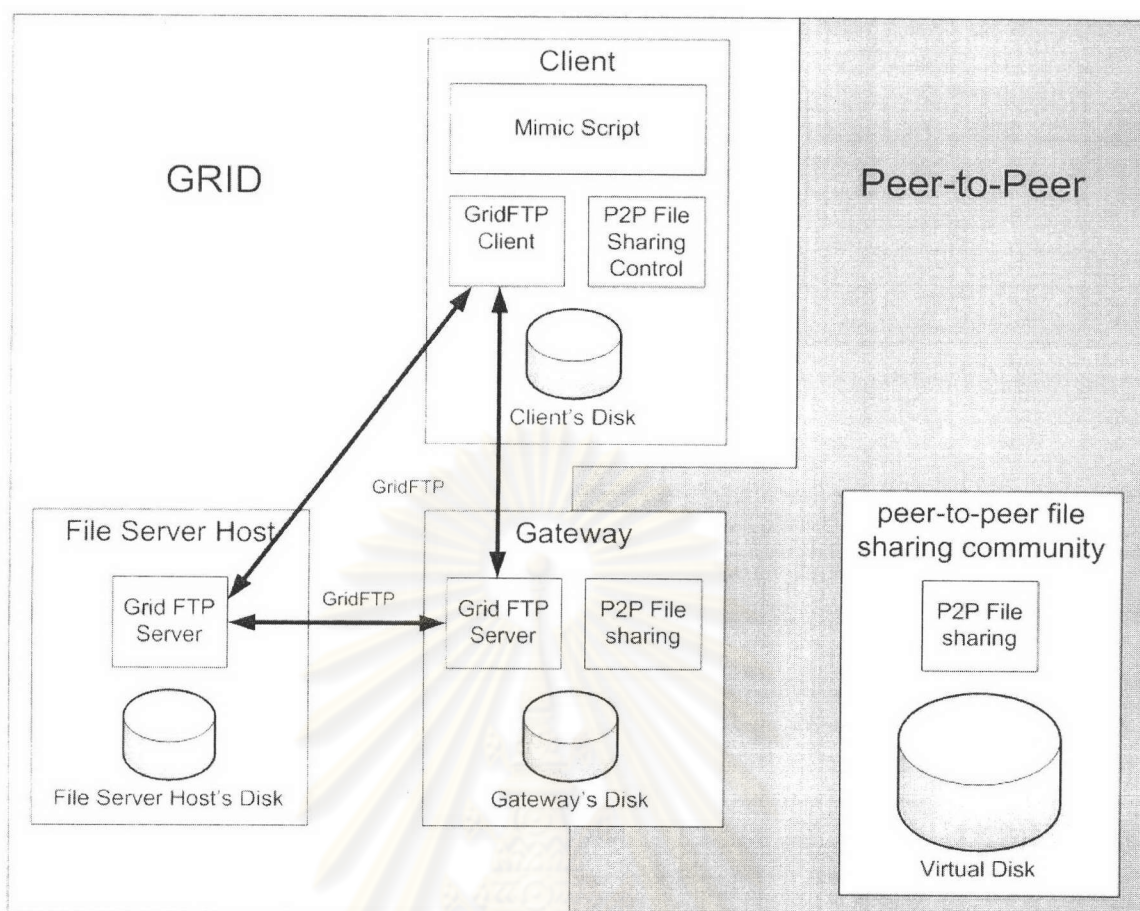 Client
Mimic Script
GRID
Peer-to-Peer
GridFTP
Client
P2P File
Sharing
Control
Client's Disk
GridFTP
File Server Host
Gateway
peer-to-peer file
sharing community
Grid FTP
Server
GridFTP
Grid FTP
Server
P2P File
sharing
P2P File
sharing
File Server Host's Disk
Gateway's Disk
Virtual Disk